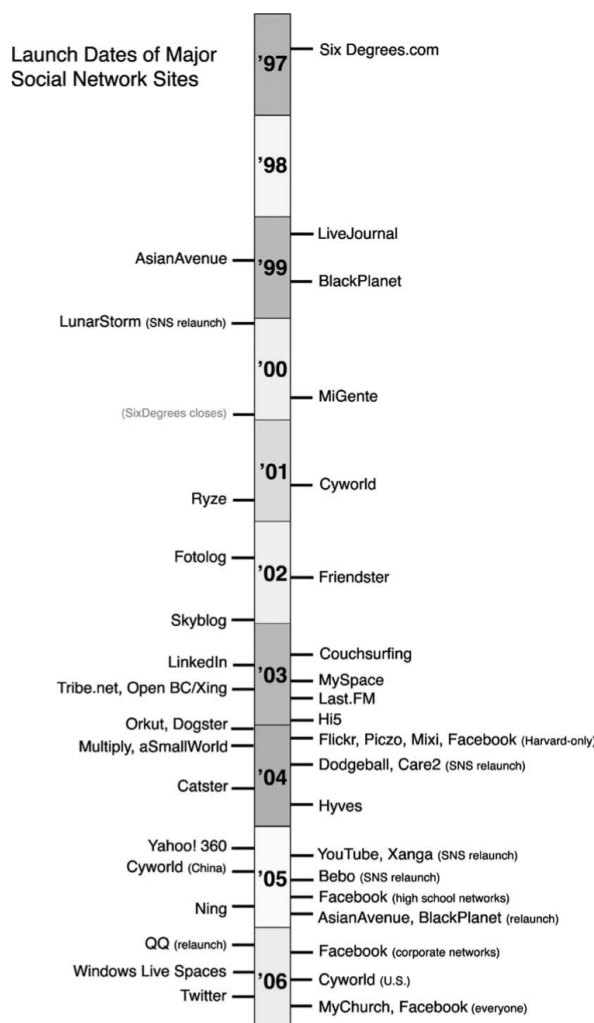 Launch Dates of Major
Social Network Sites
'97
Six Degrees.com
'98
LiveJournal
AsianAvenue
'99
BlackPlanet
LunarStorm (SNS relaunch)
'00
MiGente
(SixDegrees closes)
'01
Cyworld
Ryze
Fotolog
'02
Friendster
Skyblog
Couchsurfing
LinkedIn
'03
MySpace
Tribe.net, Open BC/Xing
Last.FM
Hi5
Orkut, Dogster
Flickr, Piczo, Mixi, Facebook (Harvard-only)
Multiply, aSmallWorld
Dodgeball, Care2 (SNS relaunch)
'04
Catster
Hyves
Yahoo! 360
YouTube, Xanga (SNS relaunch)
Cyworld (China)
'05
Bebo (SNS relaunch)
Facebook (high school networks)
Ning
AsianAvenue, BlackPlanet (relaunch)
QQ (relaunch)
Facebook (corporate networks)
Windows Live Spaces
'06
Cyworld (U.S.)
Twitter
MyChurch, Facebook (everyone)